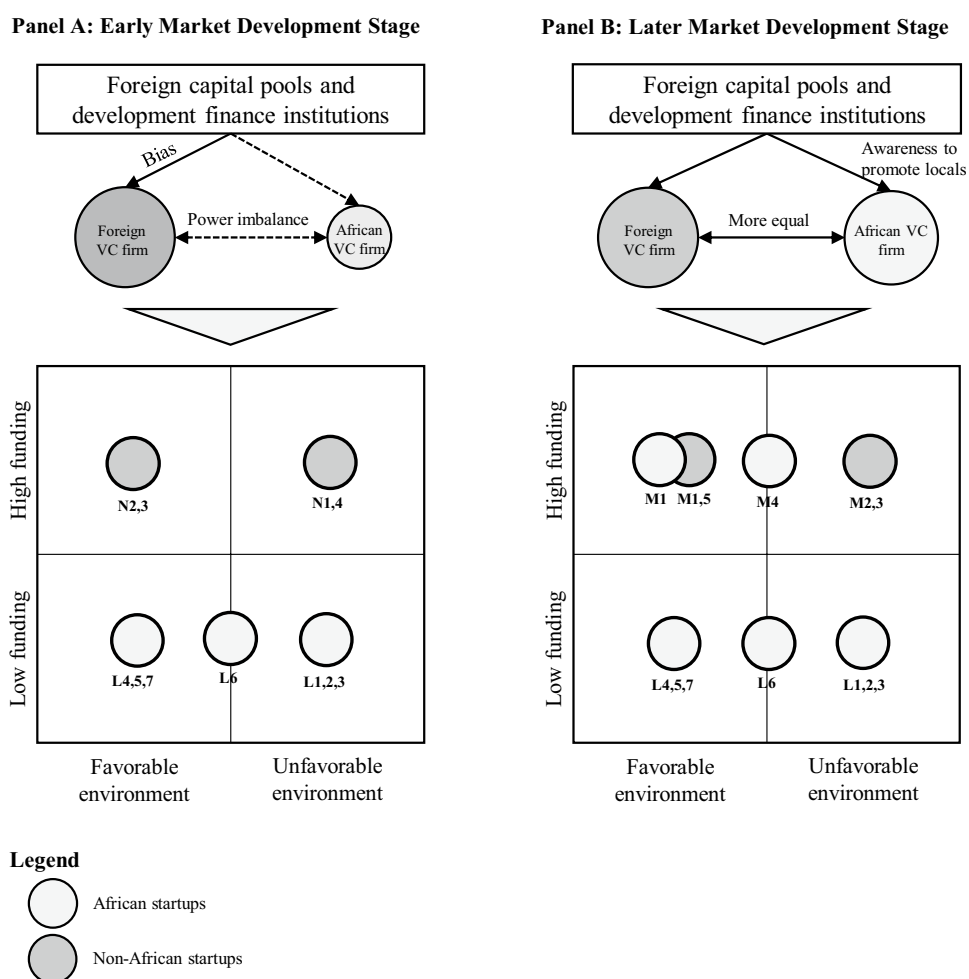 Panel A: Early Market Development Stage
Foreign capital pools and
development finance institutions
Bias
Foreign
VC firm
Power imbalance
African
VC firm
High funding
N2,3
N1,4
Low funding
L4,5,7
L6
L1,2,3
Favorable
environment
Unfavorable
environment
Panel B: Later Market Development Stage
Foreign capital pools and
development finance institutions
Awareness to
promote locals
Foreign
VC firm
More equal
African VC
firm
High funding
M1
M1,5
M4
M2,3
Low funding
L4,5,7
L6
L1,2,3
Favorable
environment
Unfavorable
environment
Legend
African startups
Non-African startups